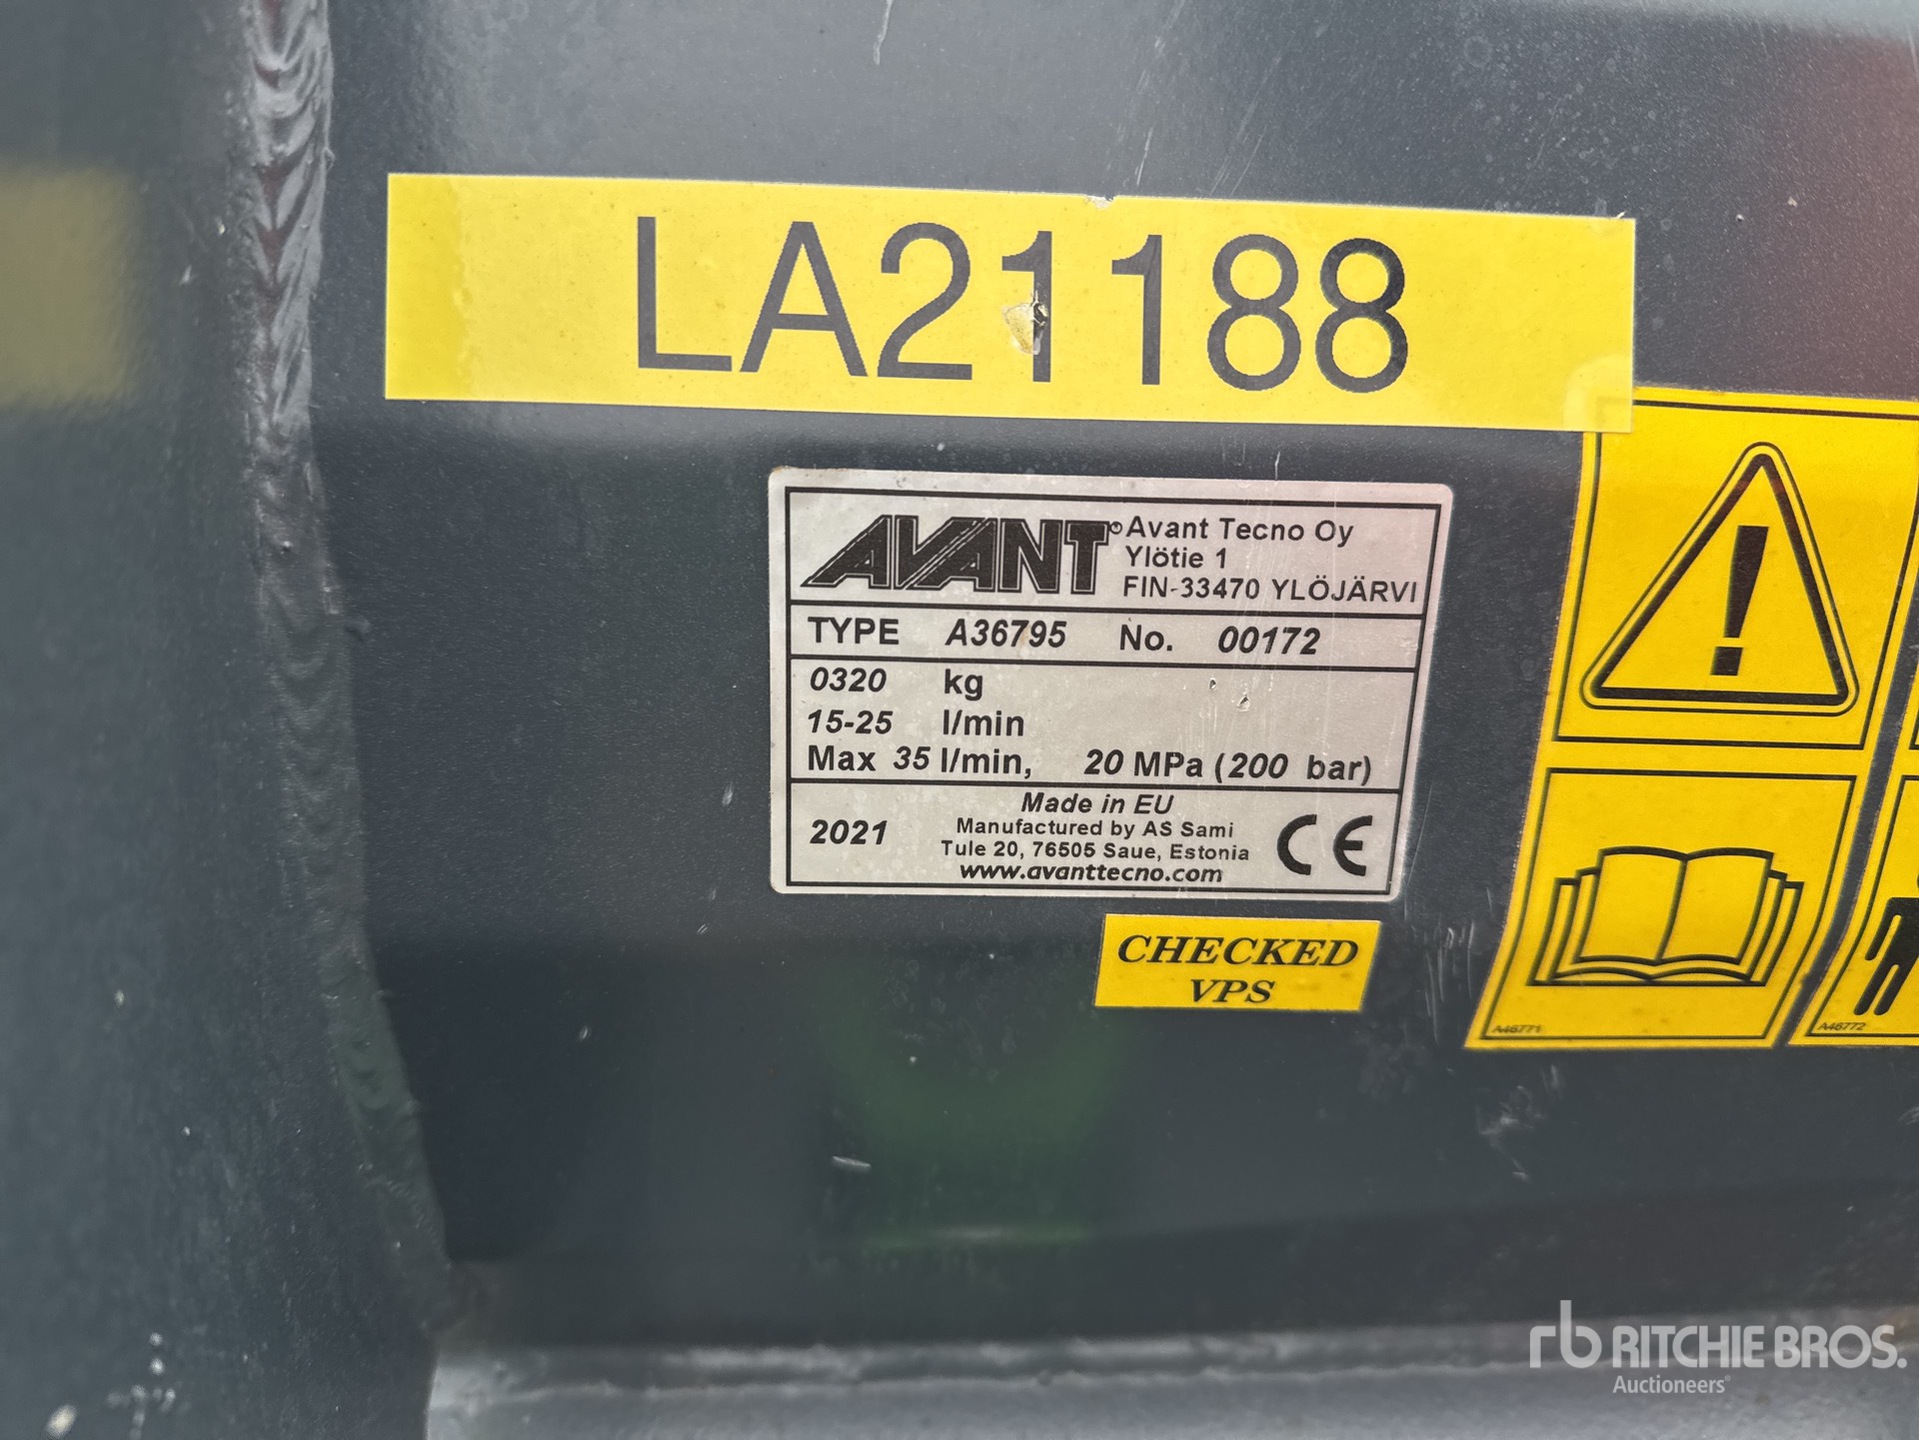 LA21188
AVANT® Avant Tecno Oy
Ylötie 1
FIN-33470 YLÖJÄRVI
TYPE A36795 No. 00172
0320 kg
15-25 l/min
Max 35 l/min, 20 MPa (200 bar)
Made in EU
2021 Manufactured by AS Sami
Tule 20, 76505 Saue, Estonia
www.avanttecno.com
CE
CHECKED
VPS
A46771
A46772
rb RITCHIE BROS.
Auctioneers